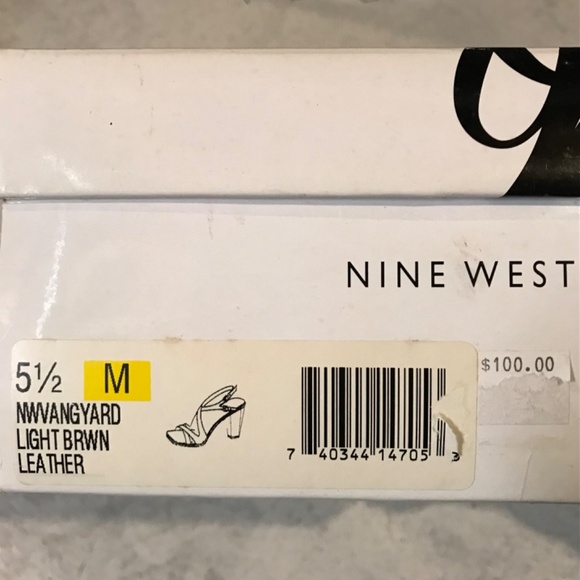 NINE WEST
5½ M
NWVANGYARD
LIGHT BRWN
LEATHER
7 40344 14705 3
$100.00